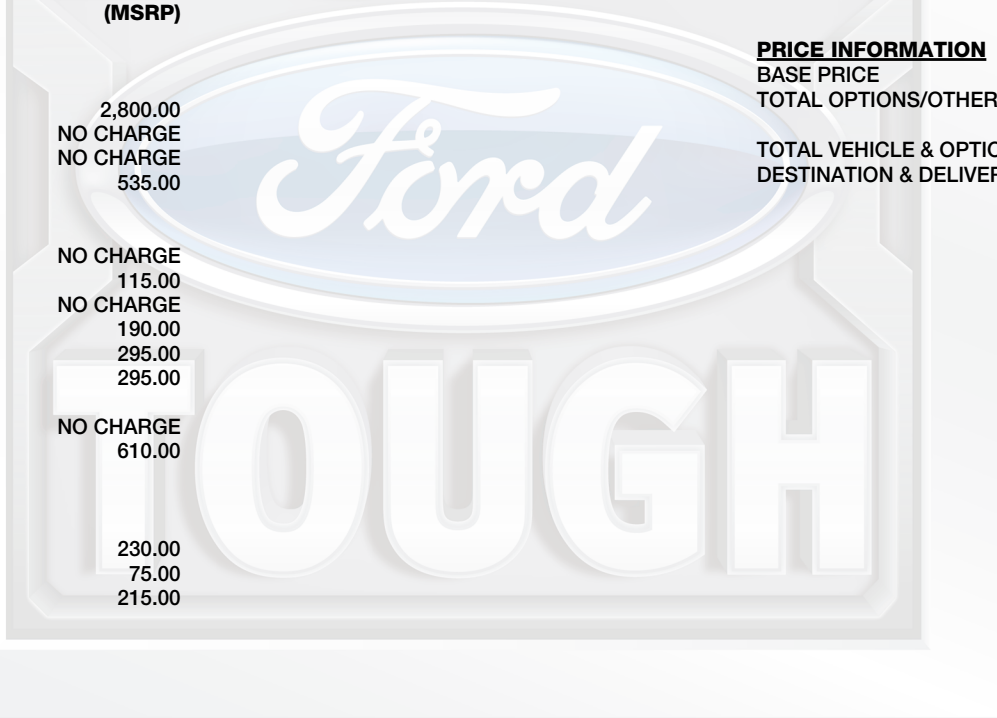 (MSRP)
2,800.00
NO CHARGE
NO CHARGE
535.00
NO CHARGE
115.00
NO CHARGE
190.00
295.00
295.00
NO CHARGE
610.00
230.00
75.00
215.00
PRICE INFORMATION
BASE PRICE
TOTAL OPTIONS/OTHER
TOTAL VEHICLE &
DESTINATION &
Ford
TOUGH